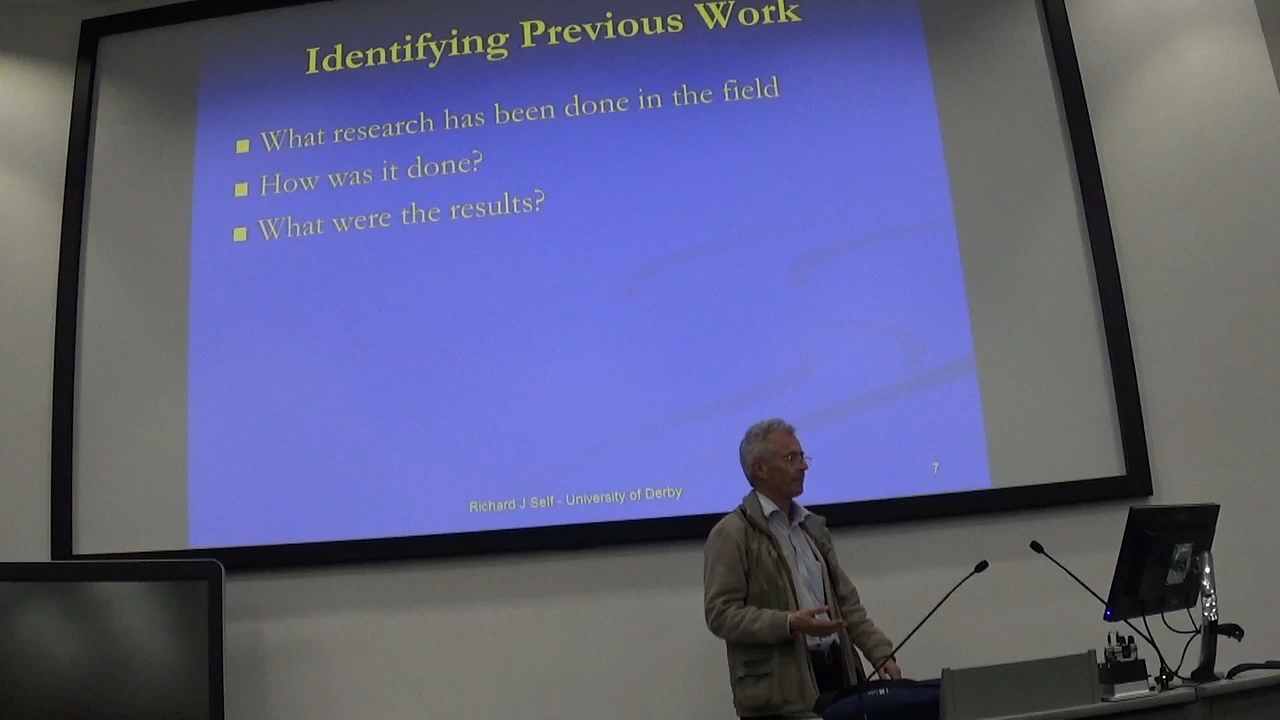 Identifying Previous Work
What research has been done in the field
How was it done?
What were the results?
Richard J Self - University of Derby
7